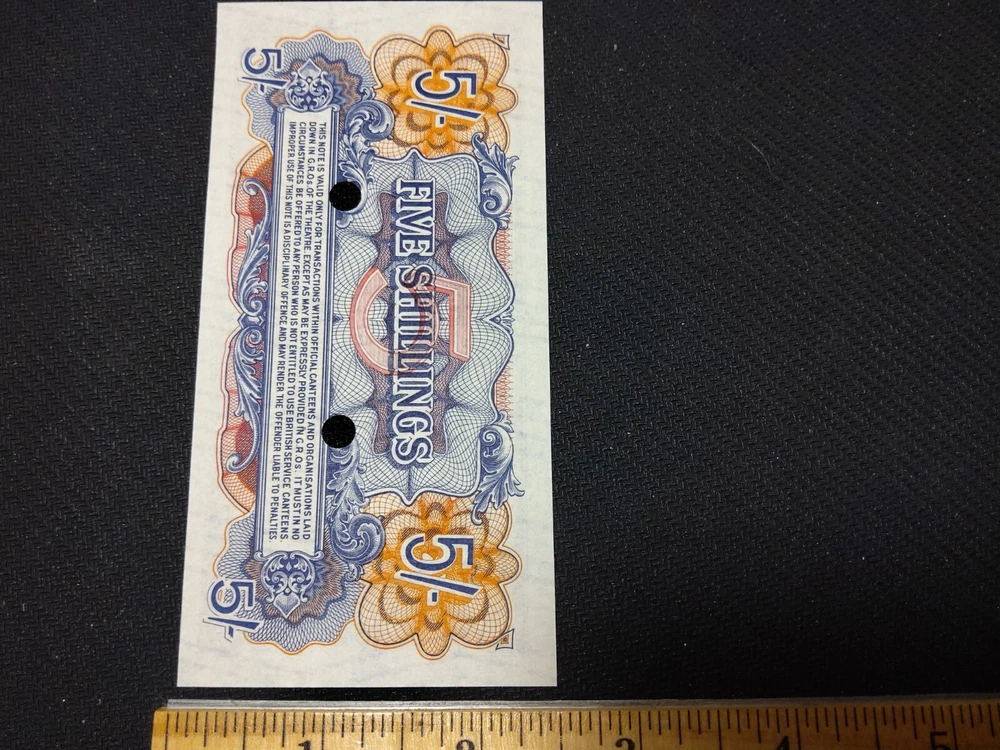 5/-
5/-
FIVE SHILLINGS
5
5/-
5/-
THIS NOTE IS VALID ONLY FOR TRANSACTIONS WITHIN OFFICIAL CANTEENS AND ORGANISATIONS LAID
DOWN IN G.R.Os OF THE THEATRE. EXCEPT AS MAY BE EXPRESSLY PROVIDED IN G.R.Os. IT MUST IN NO
CIRCUMSTANCES BE OFFERED TO ANY PERSON WHO IS NOT ENTITLED TO USE BRITISH SERVICE CANTEENS.
IMPROPER USE OF THIS NOTE IS A DISCIPLINARY OFFENCE AND MAY RENDER THE OFFENDER LIABLE TO PENALTIES.
1 2 3 4 5